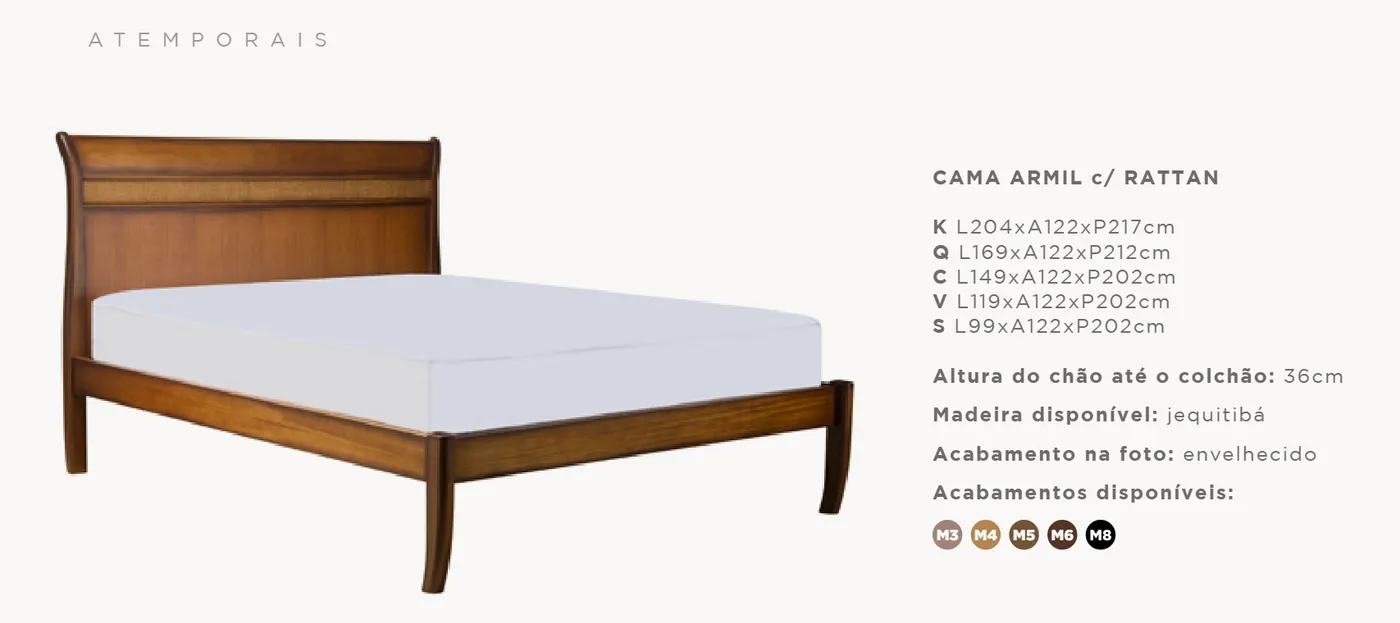 ATEMPORAIS
CAMA ARMIL c/ RATTAN
K L204xA122xP217cm
Q L169xA122xP212cm
C L149xA122xP202cm
V L119xA122xP202cm
S L99xA122xP202cm
Altura do chão até o colchão: 36cm
Madeira disponível: jequitibá
Acabamento na foto: envelhecido
Acabamentos disponíveis:
M3 M4 M5 M6 M8